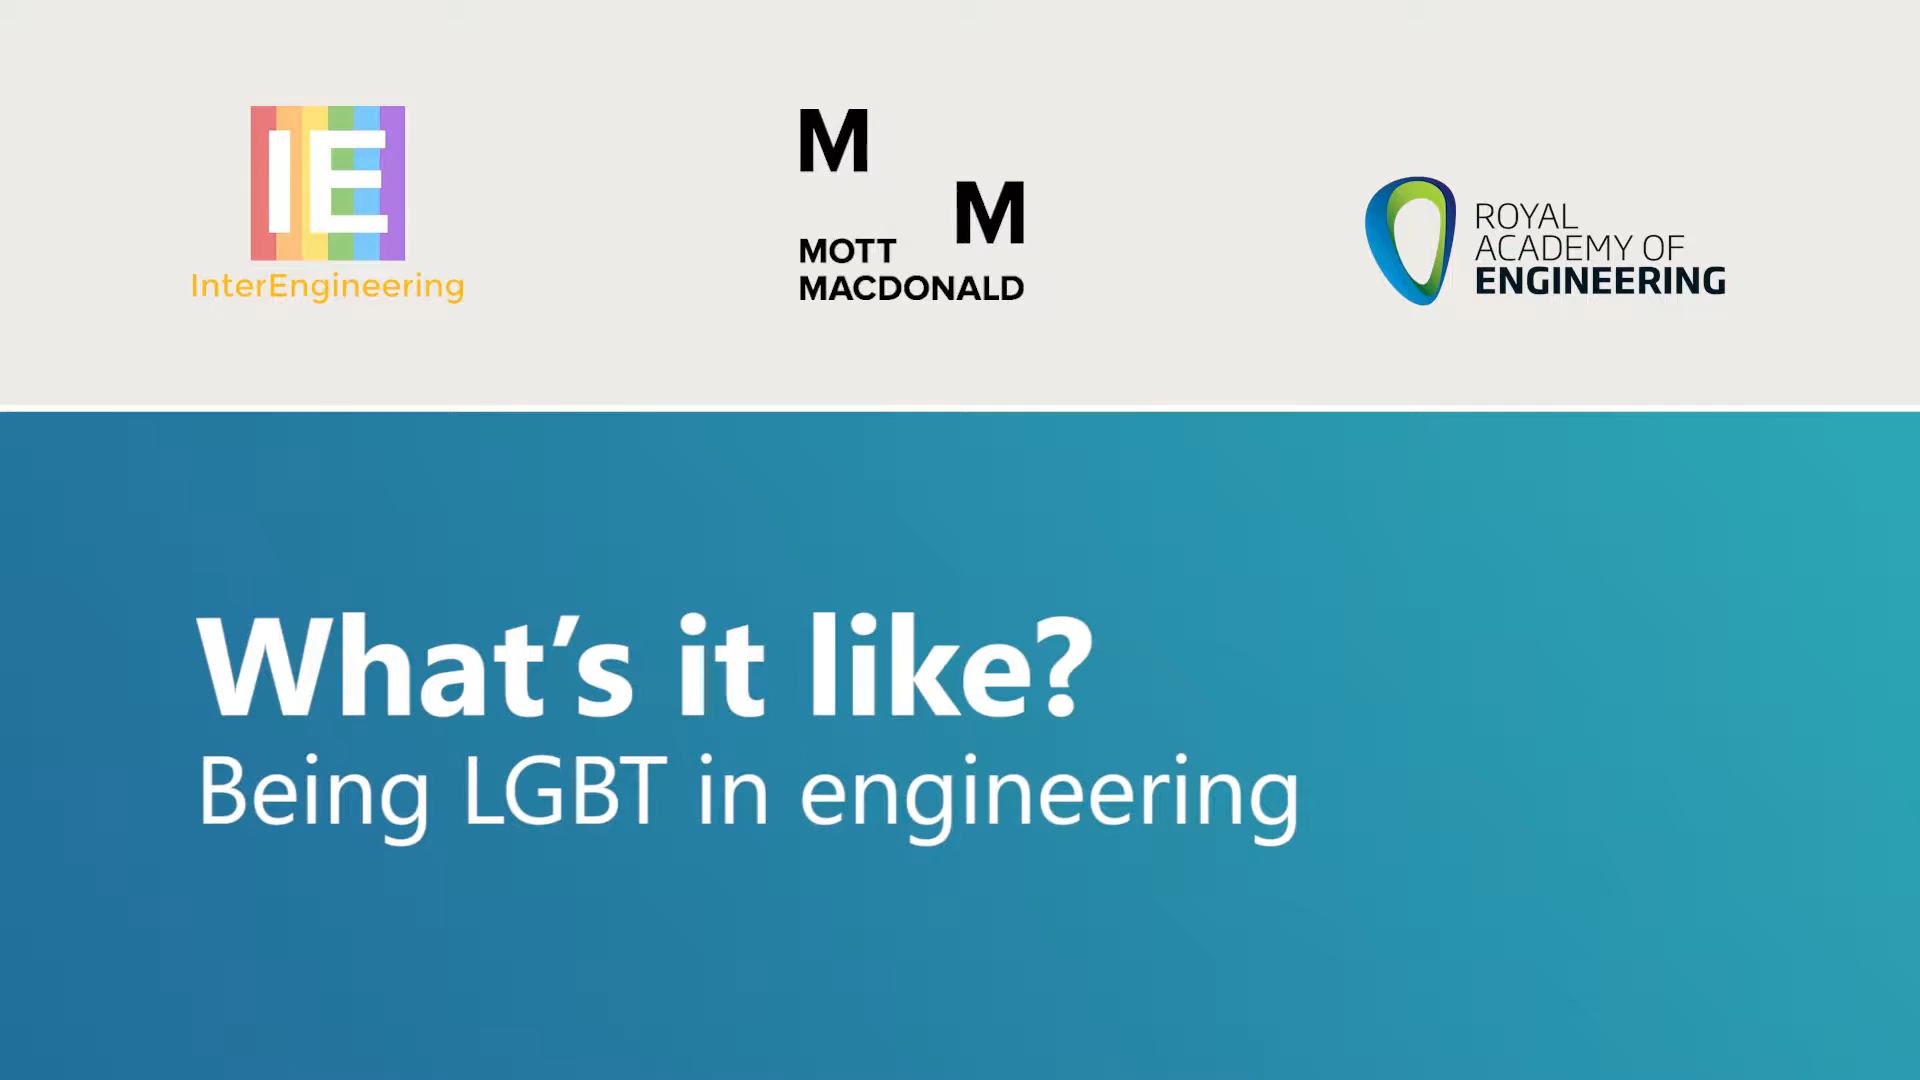 IE
InterEngineering
M
M
MOTT
MACDONALD
ROYAL
ACADEMY OF
ENGINEERING
What's it like?
Being LGBT in engineering